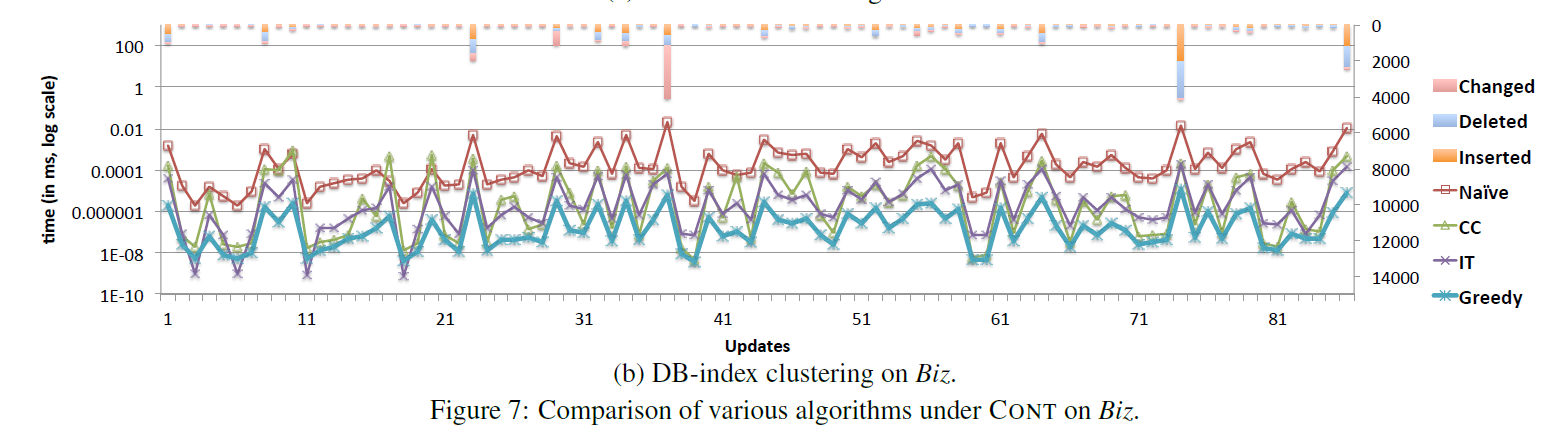 100
1
0.01
0.0001
0.000001
1E-08
1E-10
time (in ms, log scale)
0
2000
4000
6000
8000
10000
12000
14000
Changed
Deleted
Inserted
Naïve
CC
IT
Greedy
1 11 21 31 41 51 61 71 81
Updates
(b) DB-index clustering on Biz.
Figure 7: Comparison of various algorithms under CONT on Biz.